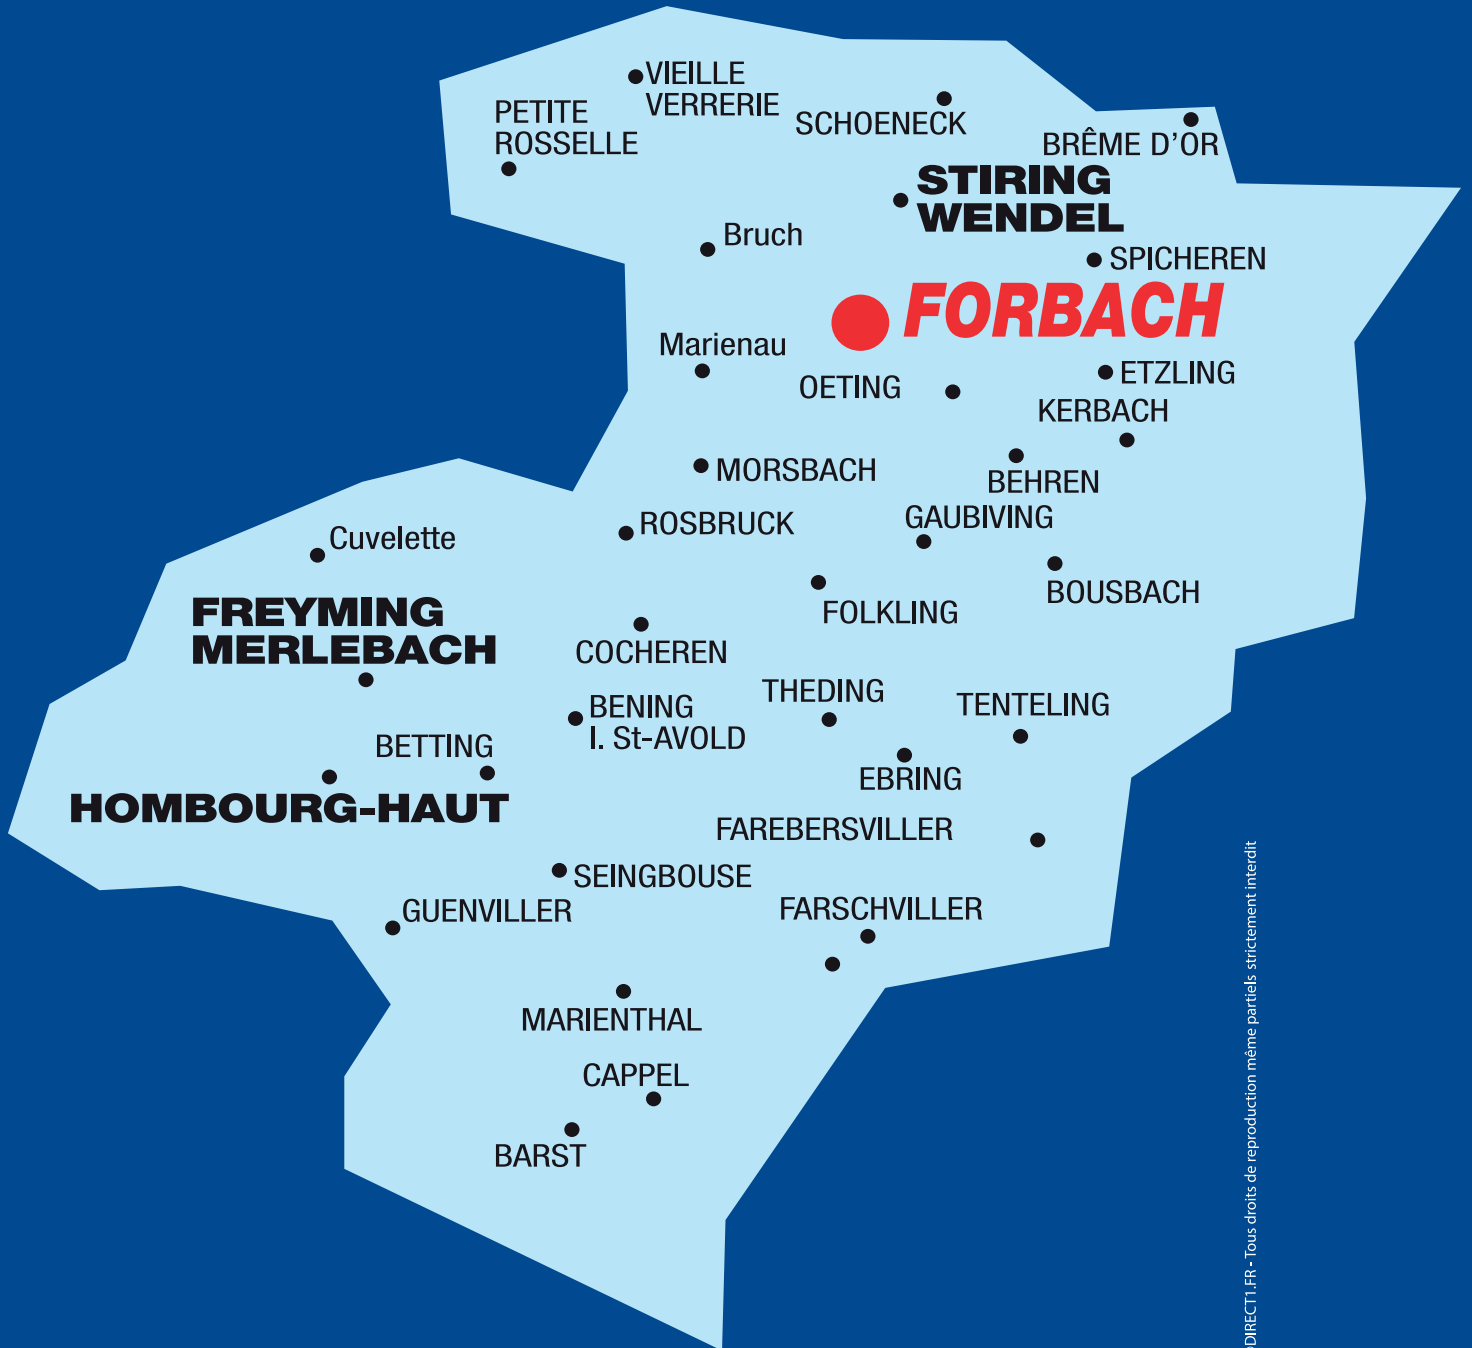 VIEILLE
VERRERIE
PETITE
ROSSELLE
SCHOENECK
BRÊME D'OR
STIRING
WENDEL
Bruch
SPICHEREN
FORBACH
Marienau
OETING
ETZLING
KERBACH
MORSBACH
BEHREN
GAUBIVING
ROSBRUCK
Cuvelette
BOUSBACH
FOLKLING
FREYMING
MERLEBACH
COCHEREN
THEDING
TENTELING
BENING
l. St-AVOLD
BETTING
EBRING
HOMBOURG-HAUT
FAREBERSVILLER
SEINGBOUSE
GUENVILLER
FARSCHVILLER
MARIENTHAL
CAPPEL
BARST
DIRECT1.FR - Tous droits de reproduction même partiels strictement interdit